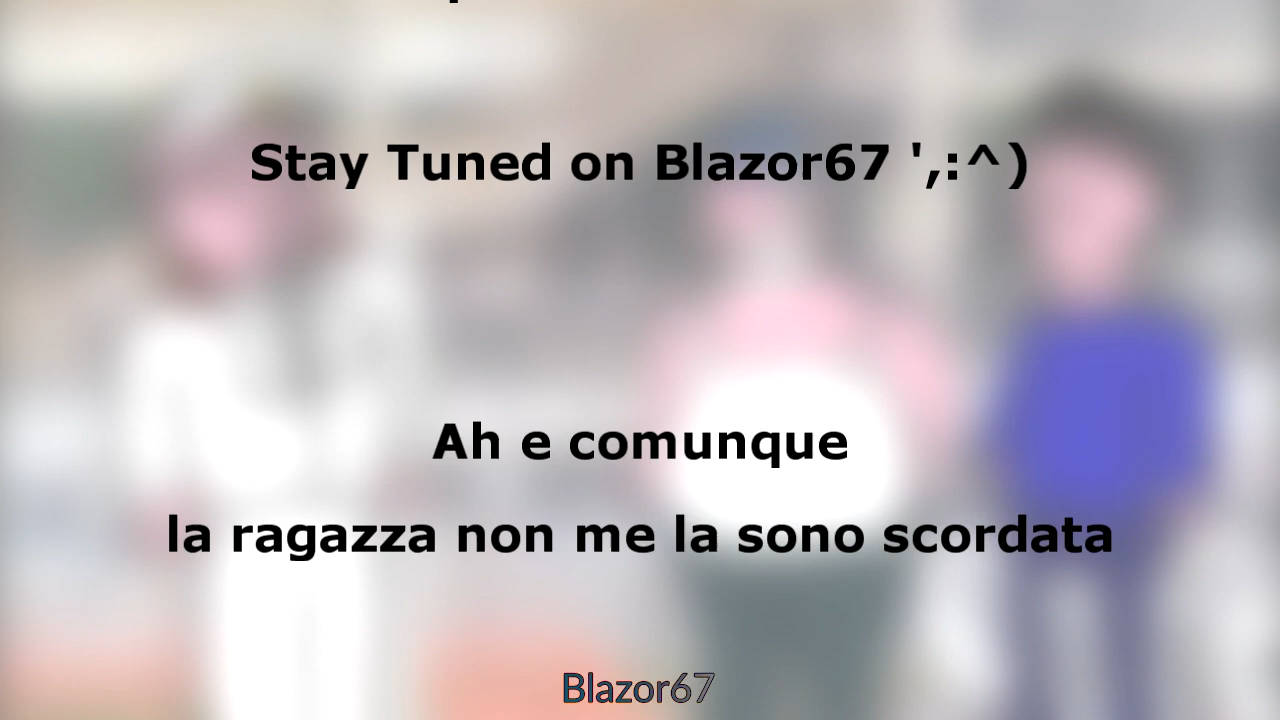 Stay Tuned on Blazor67 ',:^)
Ah e comunque
la ragazza non me la sono scordata
Blazor67